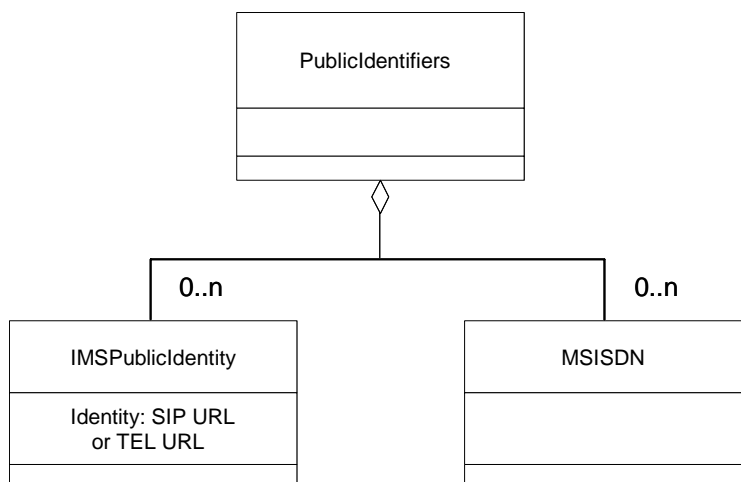 PublicIdentifiers
0..n
0..n
IMSPublicIdentity
MSISDN
Identity: SIP URL
or TEL URL